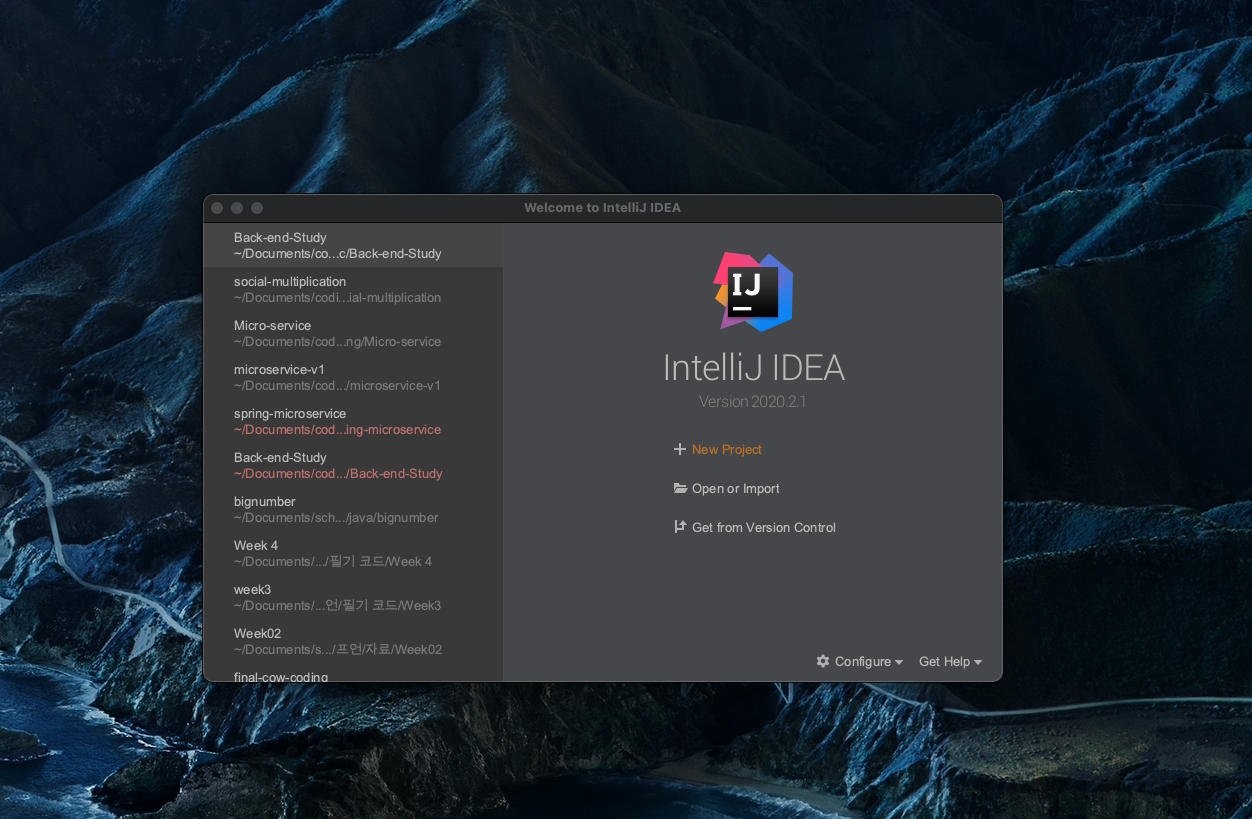 Welcome to IntelliJ IDEA
Back-end-Study
~/Documents/co...c/Back-end-Study
social-multiplication
~/Documents/codi...ial-multiplication
Micro-service
~/Documents/cod...ng/Micro-service
microservice-v1
~/Documents/cod.../microservice-v1
spring-microservice
~/Documents/cod...ing-microservice
Back-end-Study
~/Documents/cod.../Back-end-Study
bignumber
~/Documents/sch.../java/bignumber
Week 4
~/Documents/.../필기 코드/Week 4
week3
~/Documents/...언/필기 코드/Week3
Week02
~/Documents/s.../프언/자료/Week02
final-cow-coding
IJ
IntelliJ IDEA
Version 2020.2.1
New Project
Open or Import
Get from Version Control
Configure
Get Help